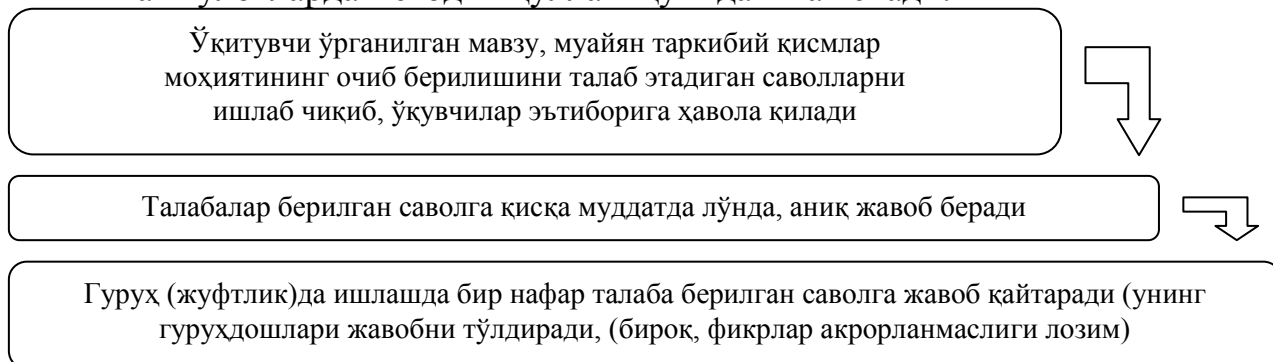 Ўқитувчи ўрганилган мавзу, муайян таркибий қисмлар
моҳиятининг очиб берилишини талаб этадиган саволларни
ишлаб чиқиб, ўқувчилар эътиборига ҳавола қилади
Талабалар берилган саволга қисқа муддатда лўнда, аниқ жавоб беради
Гуруҳ (жуфтлик)да ишлашда бир нафар талаба берилган саволга жавоб қайтаради (унинг
гуруҳдошлари жавобни тўлдиради, (бироқ, фикрлар акрорланмаслиги лозим)